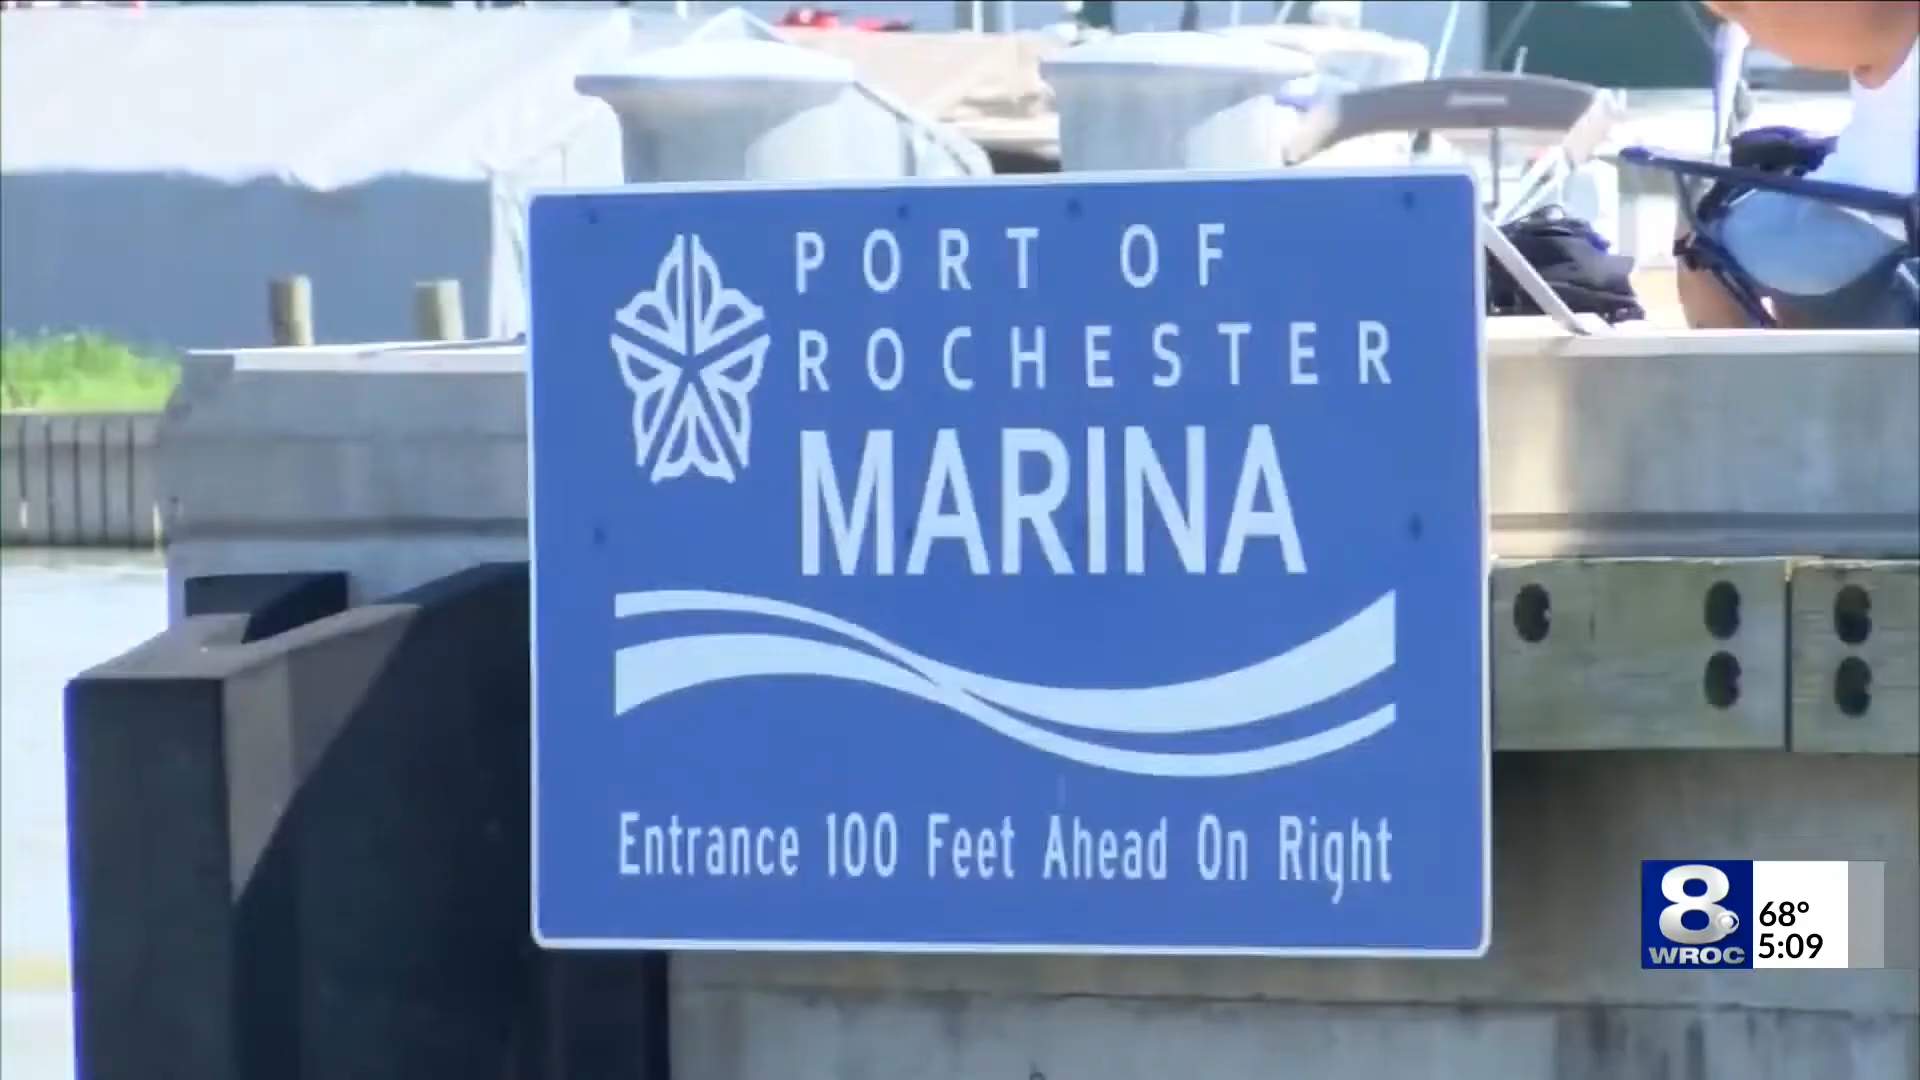 PORT OF
ROCHESTER
MARINA
Entrance 100 Feet Ahead On Right
8
WROC
68°
5:09